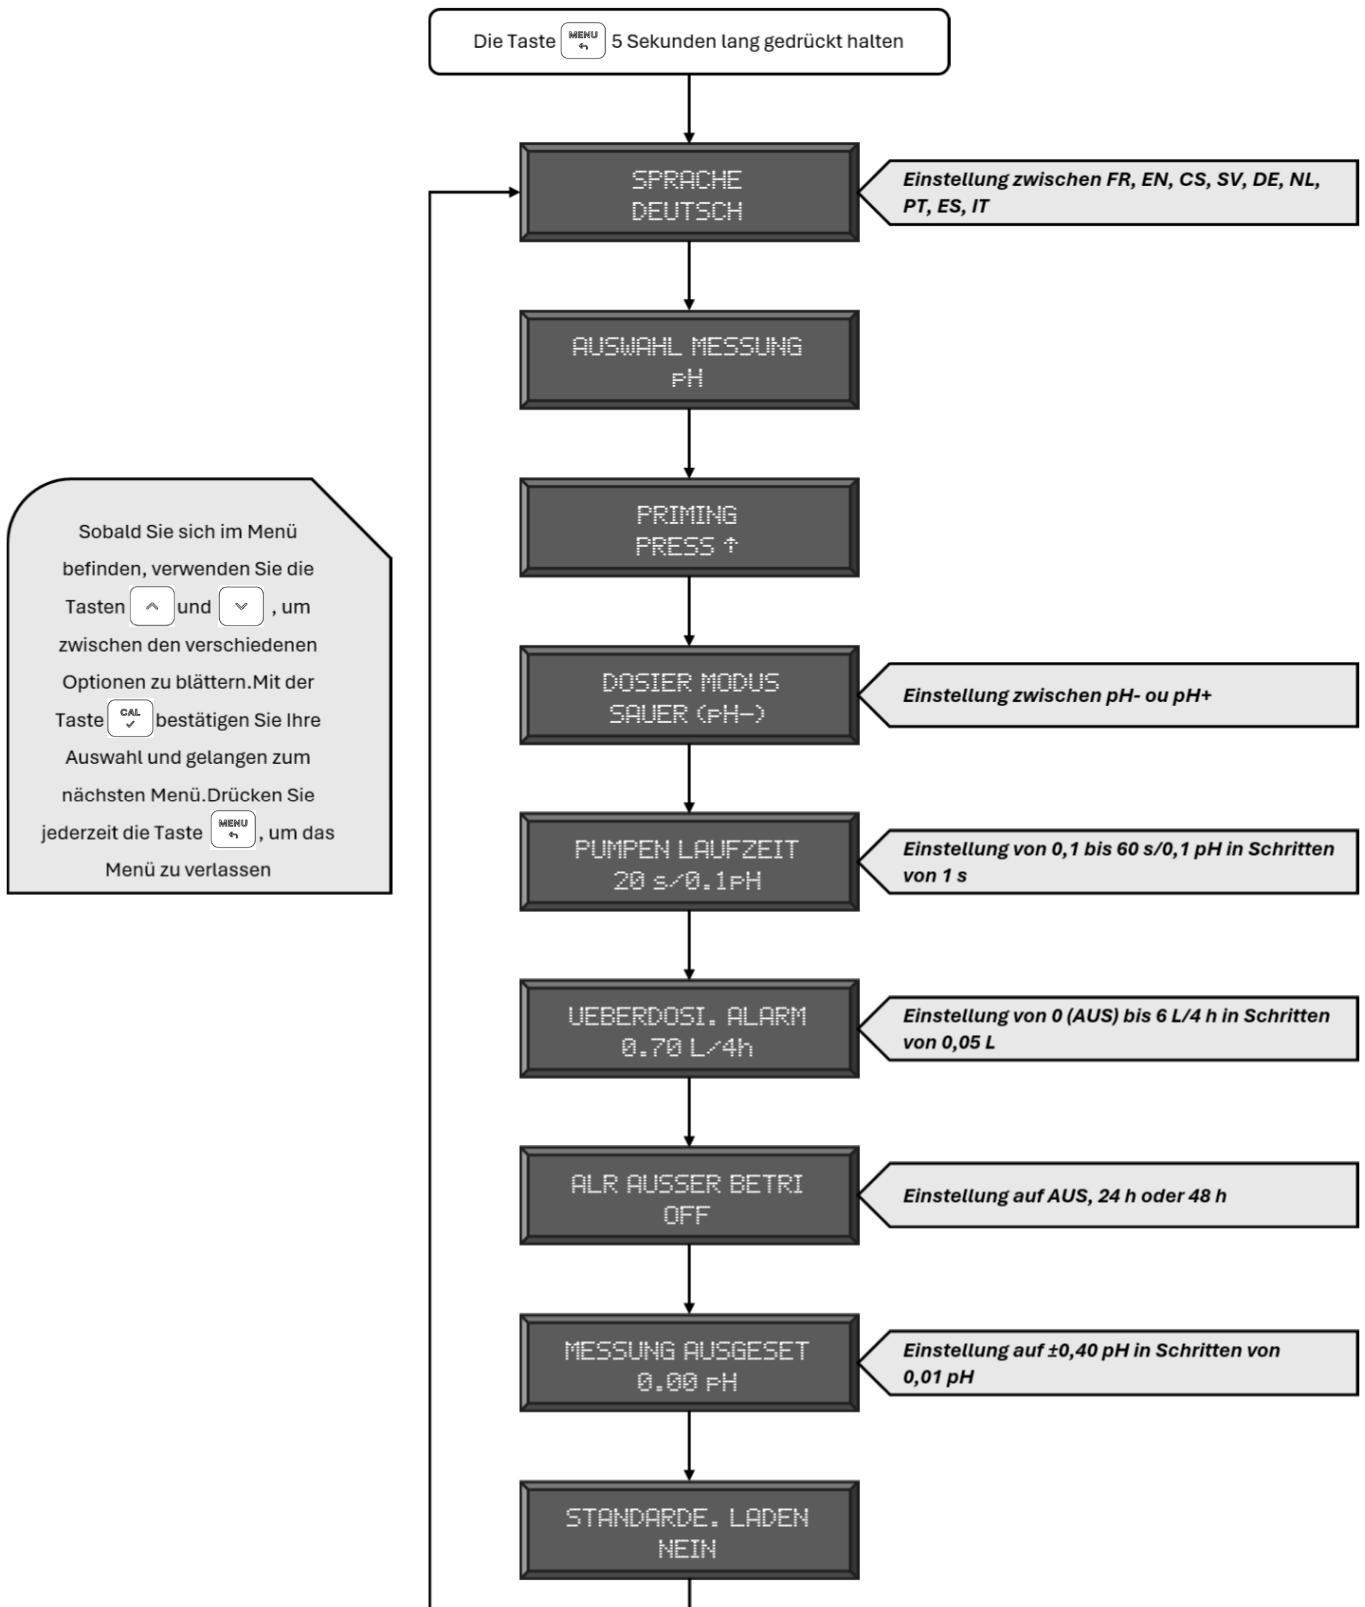 Die Taste MENU 5 Sekunden lang gedrückt halten
SPRACHE
DEUTSCH
Einstellung zwischen FR, EN, CS, SV, DE, NL,
PT, ES, IT
AUSWAHL MESSUNG
pH
PRIMING
PRESS ↑
Sobald Sie sich im Menü
befinden, verwenden Sie die
Tasten und , um
zwischen den verschiedenen
Optionen zu blättern.Mit der
Taste CAL bestätigen Sie Ihre
Auswahl und gelangen zum
nächsten Menü.Drücken Sie
jederzeit die Taste MENU , um das
Menü zu verlassen
DOSIER MODUS
SAUER (pH-)
Einstellung zwischen pH- ou pH+
PUMPEN LAUFZEIT
20 s/0.1pH
Einstellung von 0,1 bis 60 s/0,1 pH in Schritten
von 1 s
UEBERDOSI. ALARM
0.70 L/4h
Einstellung von 0 (AUS) bis 6 L/4 h in Schritten
von 0,05 L
ALR AUSSER BETRI
OFF
Einstellung auf AUS, 24 h oder 48 h
MESSUNG AUSGESET
0.00 pH
Einstellung auf ±0,40 pH in Schritten von
0,01 pH
STANDARDE. LADEN
NEIN